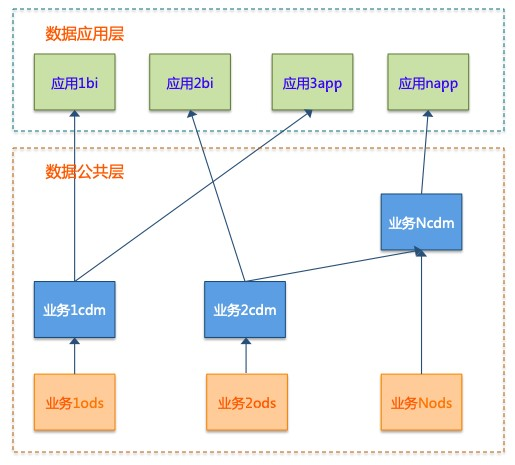 数据应用层
应用1bi
应用2bi
应用3app
应用napp
数据公共层
业务Ncdm
业务1cdm
业务2cdm
业务1ods
业务2ods
业务Nods